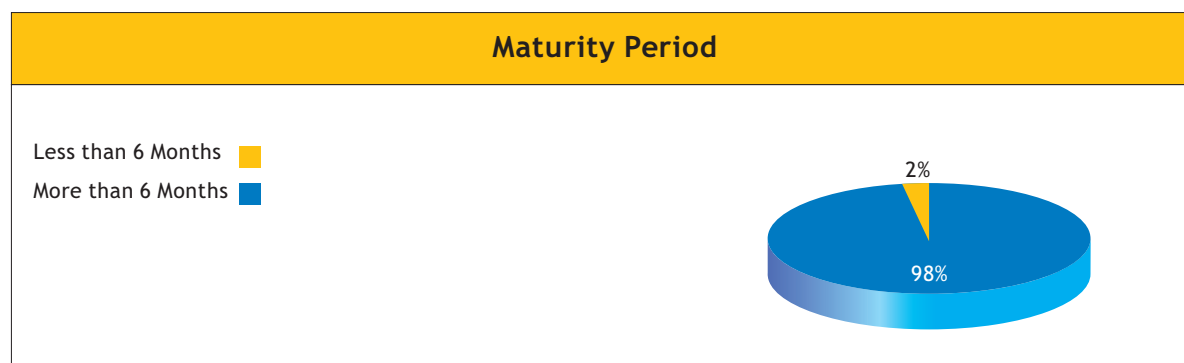 Maturity Period
Less than 6 Months
More than 6 Months
2%
98%